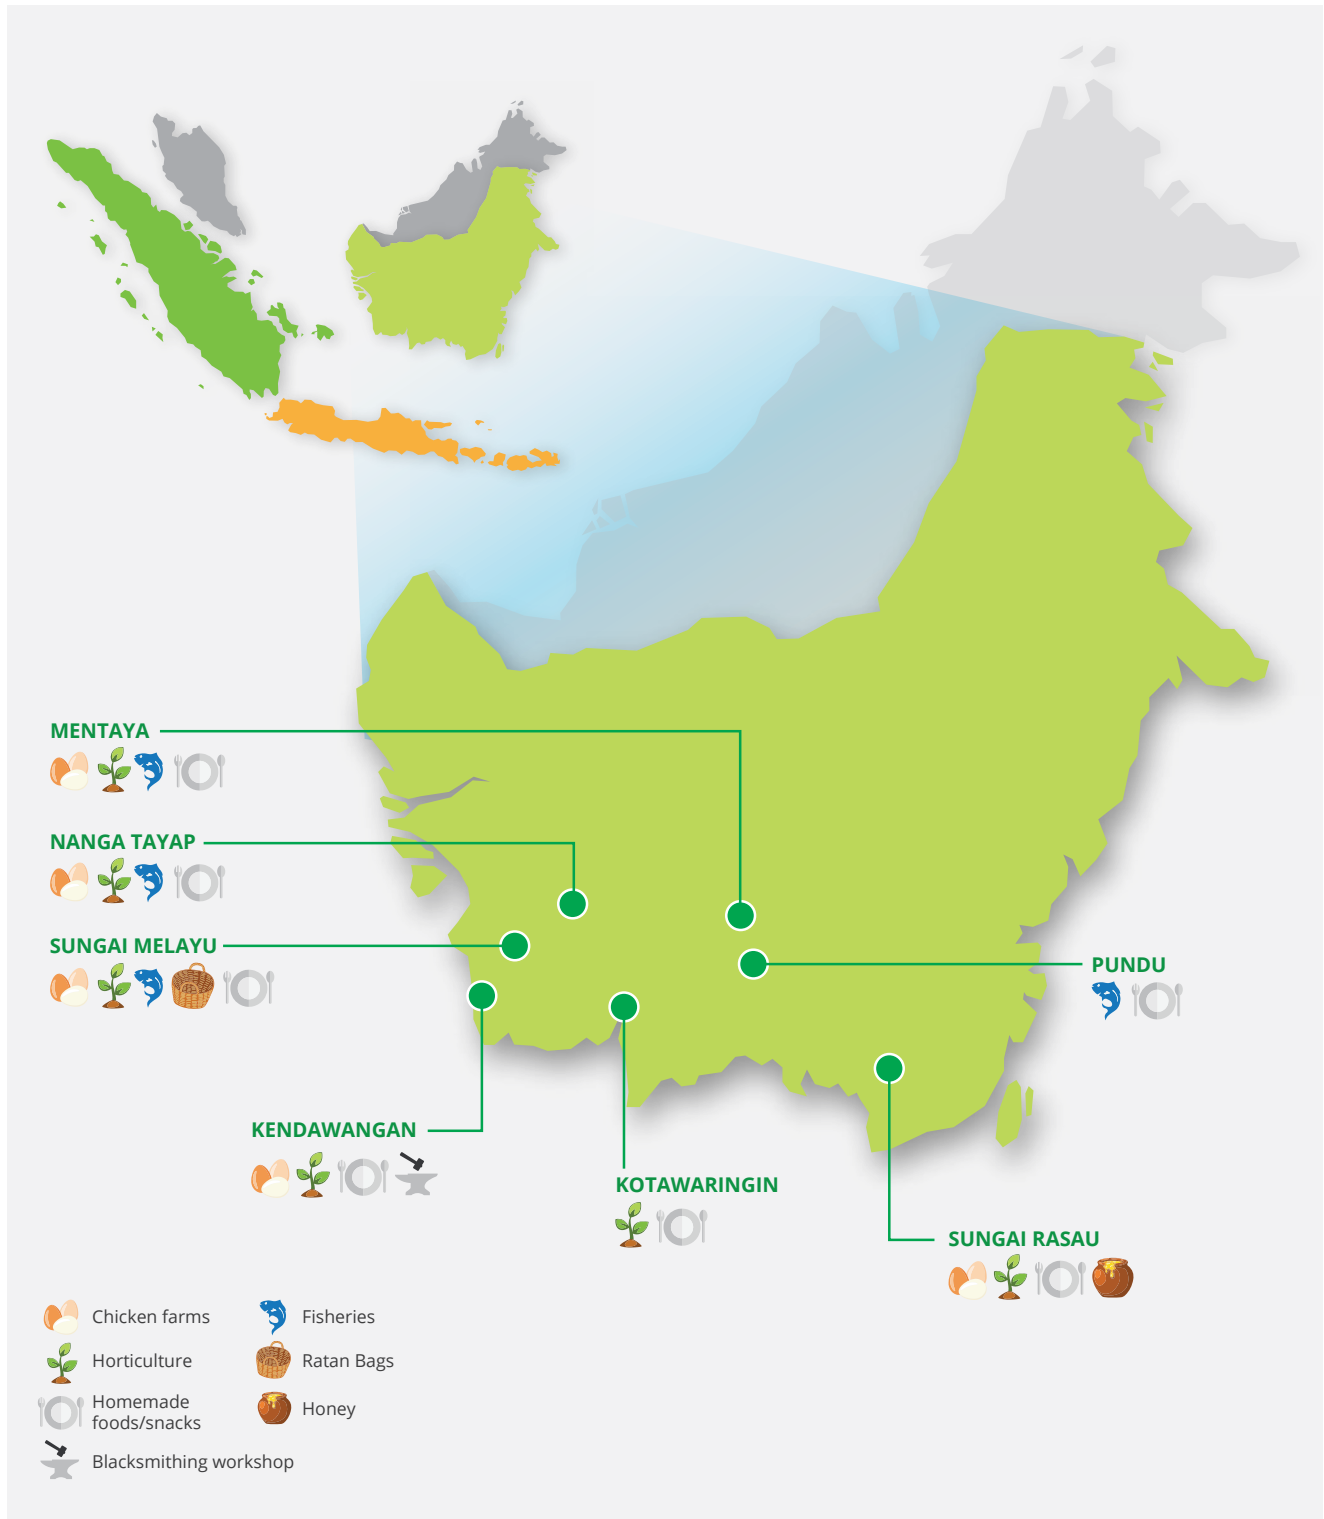 MENTAYA
NANGA TAYAP
SUNGAI MELAYU
PUNDU
KENDAWANGAN
KOTAWARINGIN
SUNGAI RASAU
Chicken farms
Fisheries
Horticulture
Ratan Bags
Homemade
foods/snacks
Honey
Blacksmithing workshop